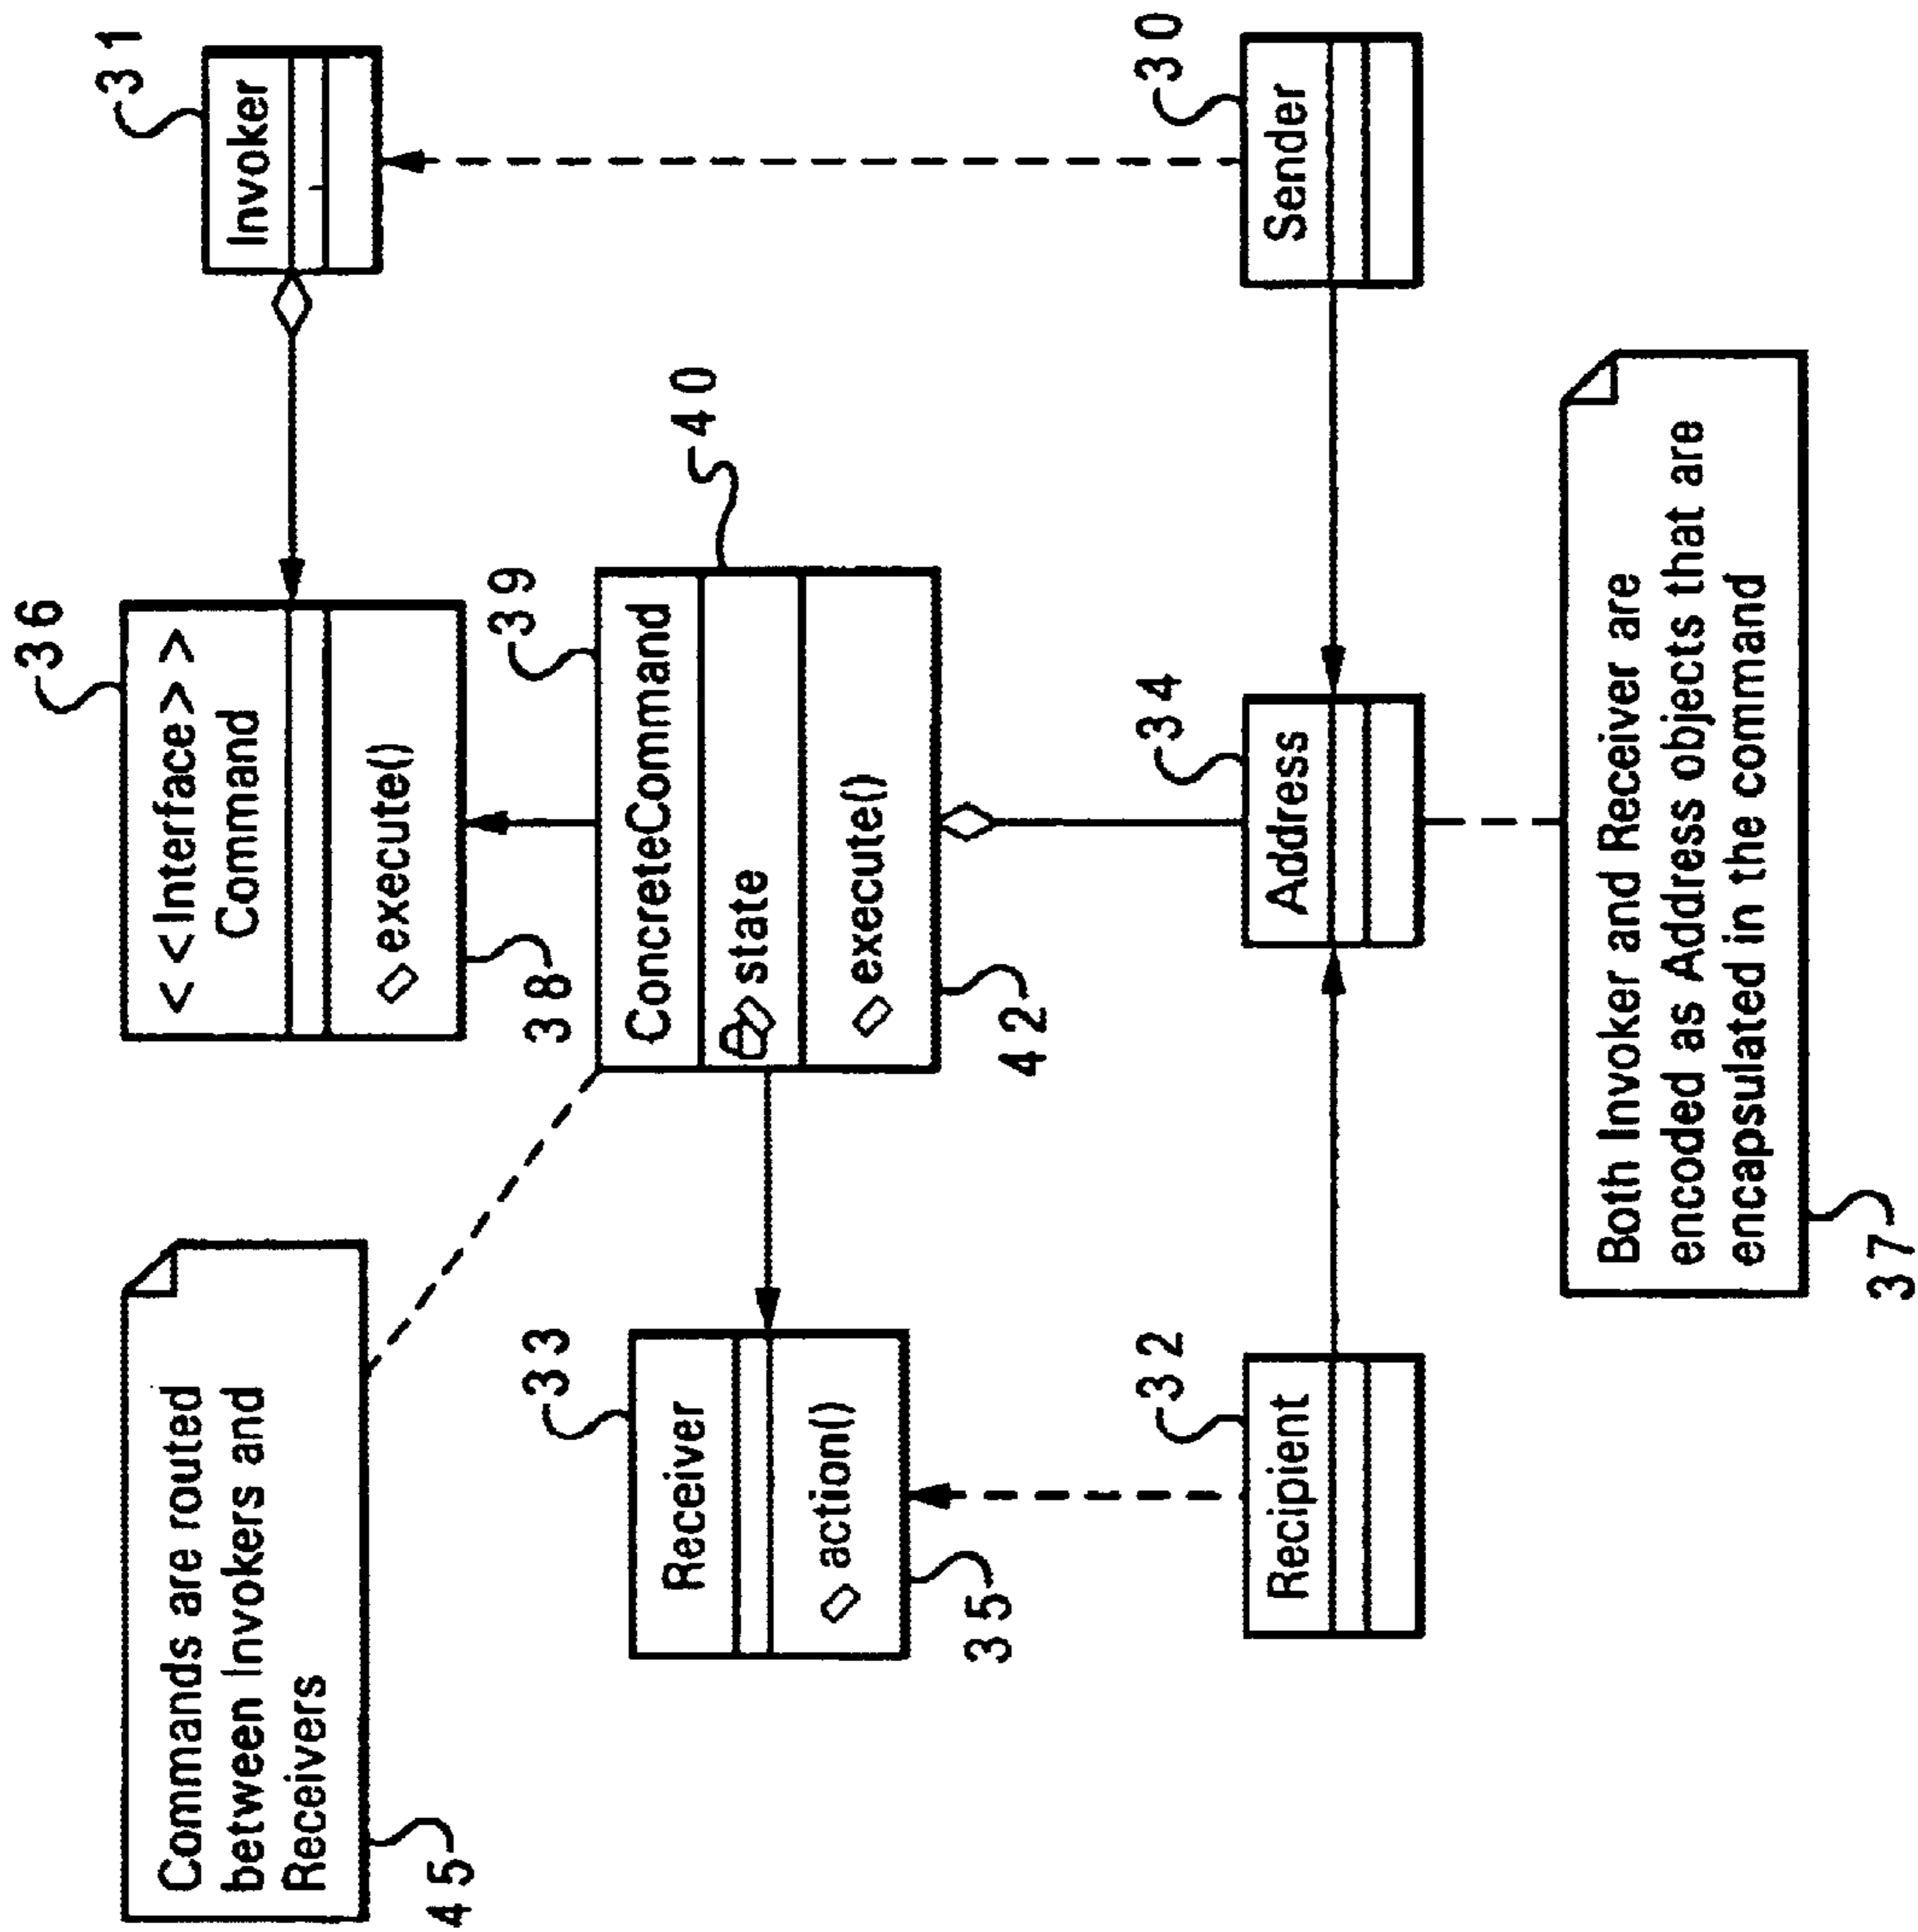 45
Commands are routed
between Invokers and
Receivers
36
< <Interface> >
Command
execute()
38
31
Invoker
33
Receiver
action()
35
39
ConcreteCommand
state
execute()
40
42
32
Recipient
34
Address
30
Sender
Both Invoker and Receiver are
encoded as Address objects that are
encapsulated in the command
37